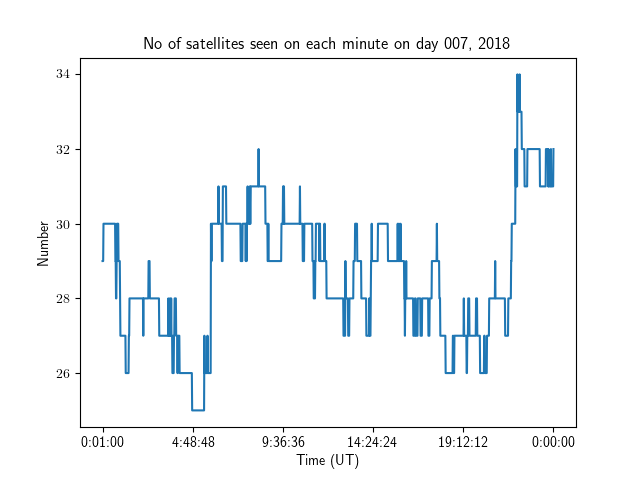 No of satellites seen on each minute on day 007, 2018
34
32
30
28
26
Number
0:01:00 4:48:48 9:36:36 14:24:24 19:12:12 0:00:00
Time (UT)